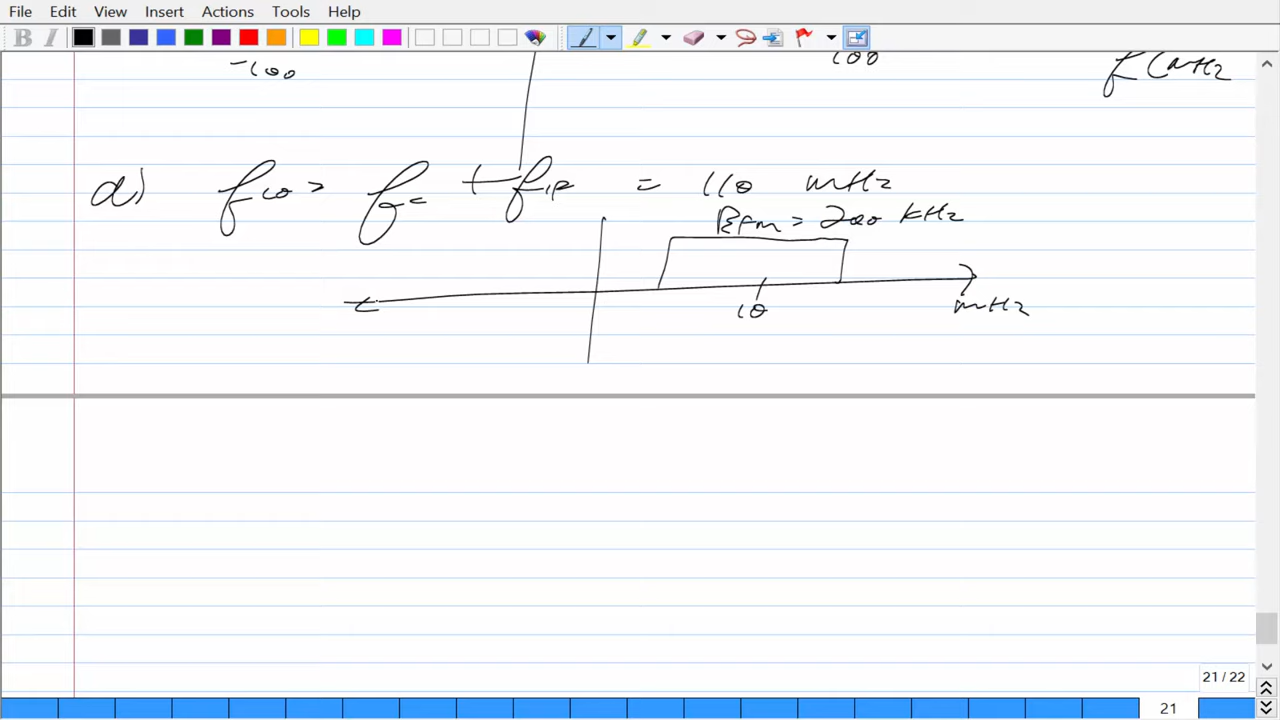 File Edit View Insert Actions Tools Help
B I
-100 100 f (MHz
a) fLO = fc + fIF = 110 MHz
BFM = 200 kHz
10 MHz
21 / 22
21